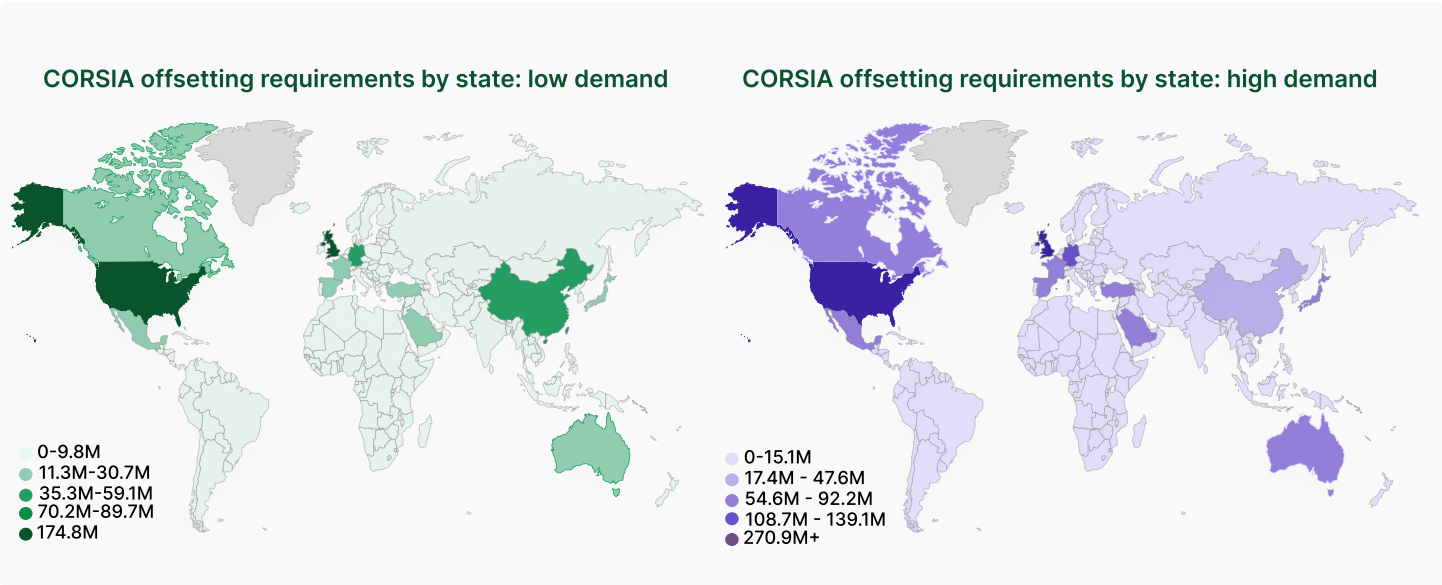 CORSIA offsetting requirements by state: low demand
CORSIA offsetting requirements by state: high demand
0-9.8M
11.3M-30.7M
35.3M-59.1M
70.2M-89.7M
174.8M
0-15.1M
17.4M - 47.6M
54.6M - 92.2M
108.7M - 139.1M
270.9M+